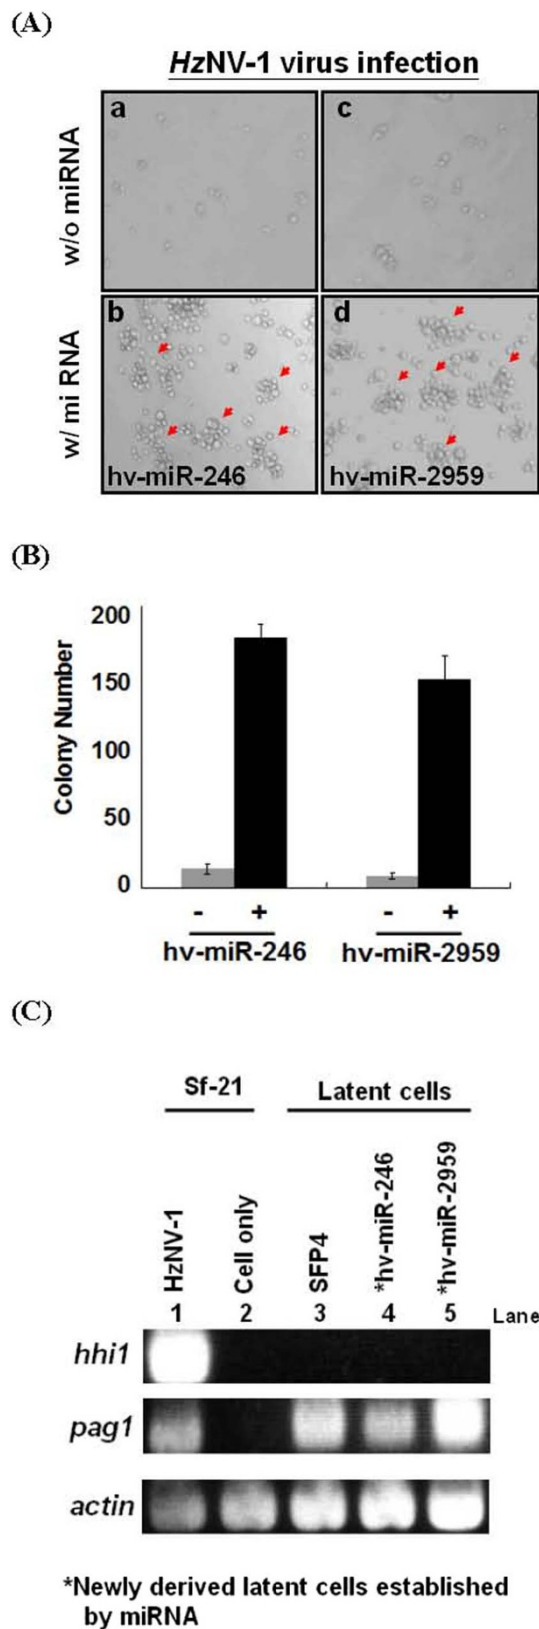 (A)
HzNV-1 virus infection
a
c
w/o miRNA
b
d
w/ mi RNA
hv-miR-246
hv-miR-2959
(B)
200
150
100
50
0
Colony Number
- + - +
hv-miR-246 hv-miR-2959
(C)
Sf-21 Latent cells
HzNV-1
Cell only
SFP4
*hv-miR-246
*hv-miR-2959
1 2 3 4 5 Lane
hhi1
pag1
actin
*Newly derived latent cells established
by miRNA